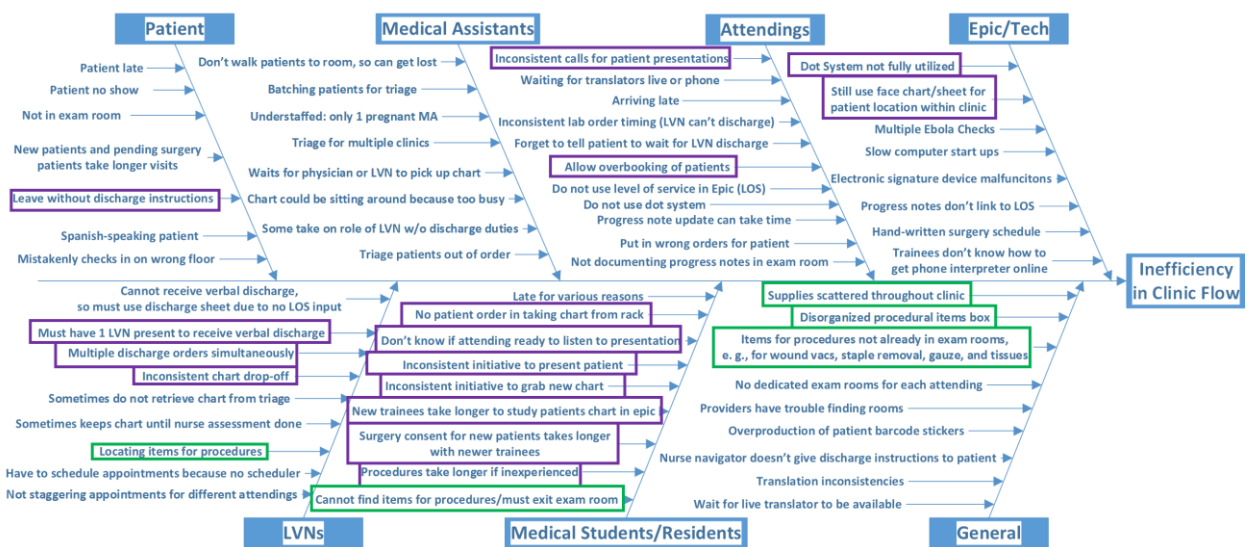 Patient
Medical Assistants
Attendings
Epic/Tech
Patient late
Patient no show
Not in exam room
New patients and pending surgery
patients take longer visits
Leave without discharge instructions
Spanish-speaking patient
Mistakenly checks in on wrong floor
Don't walk patients to room, so can get lost
Batching patients for triage
Understaffed: only 1 pregnant MA
Triage for multiple clinics
Waits for physician or LVN to pick up chart
Chart could be sitting around because too busy
Some take on role of LVN w/o discharge duties
Triage patients out of order
Inconsistent calls for patient presentations
Waiting for translators live or phone
Arriving late
Inconsistent lab order timing (LVN can't discharge)
Forget to tell patient to wait for LVN discharge
Allow overbooking of patients
Do not use level of service in Epic (LOS)
Do not use dot system
Progress note update can take time
Put in wrong orders for patient
Not documenting progress notes in exam room
Dot System not fully utilized
Still use face chart/sheet for
patient location within clinic
Multiple Ebola Checks
Slow computer start ups
Electronic signature device malfuncitons
Progress notes don't link to LOS
Hand-written surgery schedule
Trainees don't know how to
get phone interpreter online
Inefficiency
in Clinic Flow
Cannot receive verbal discharge,
so must use discharge sheet due to no LOS input
Must have 1 LVN present to receive verbal discharge
Multiple discharge orders simultaneously
Inconsistent chart drop-off
Sometimes do not retrieve chart from triage
Sometimes keeps chart until nurse assessment done
Locating items for procedures
Have to schedule appointments because no scheduler
Not staggering appointments for different attendings
Late for various reasons
No patient order in taking chart from rack
Don't know if attending ready to listen to presentation
Inconsistent initiative to present patient
Inconsistent initiative to grab new chart
New trainees take longer to study patients chart in epic
Surgery consent for new patients takes longer
with newer trainees
Procedures take longer if inexperienced
Cannot find items for procedures/must exit exam room
Supplies scattered throughout clinic
Disorganized procedural items box
Items for procedures not already in exam rooms,
e. g., for wound vacs, staple removal, gauze, and tissues
No dedicated exam rooms for each attending
Providers have trouble finding rooms
Overproduction of patient barcode stickers
Nurse navigator doesn't give discharge instructions to patient
Translation inconsistencies
Wait for live translator to be available
LVNs
Medical Students/Residents
General